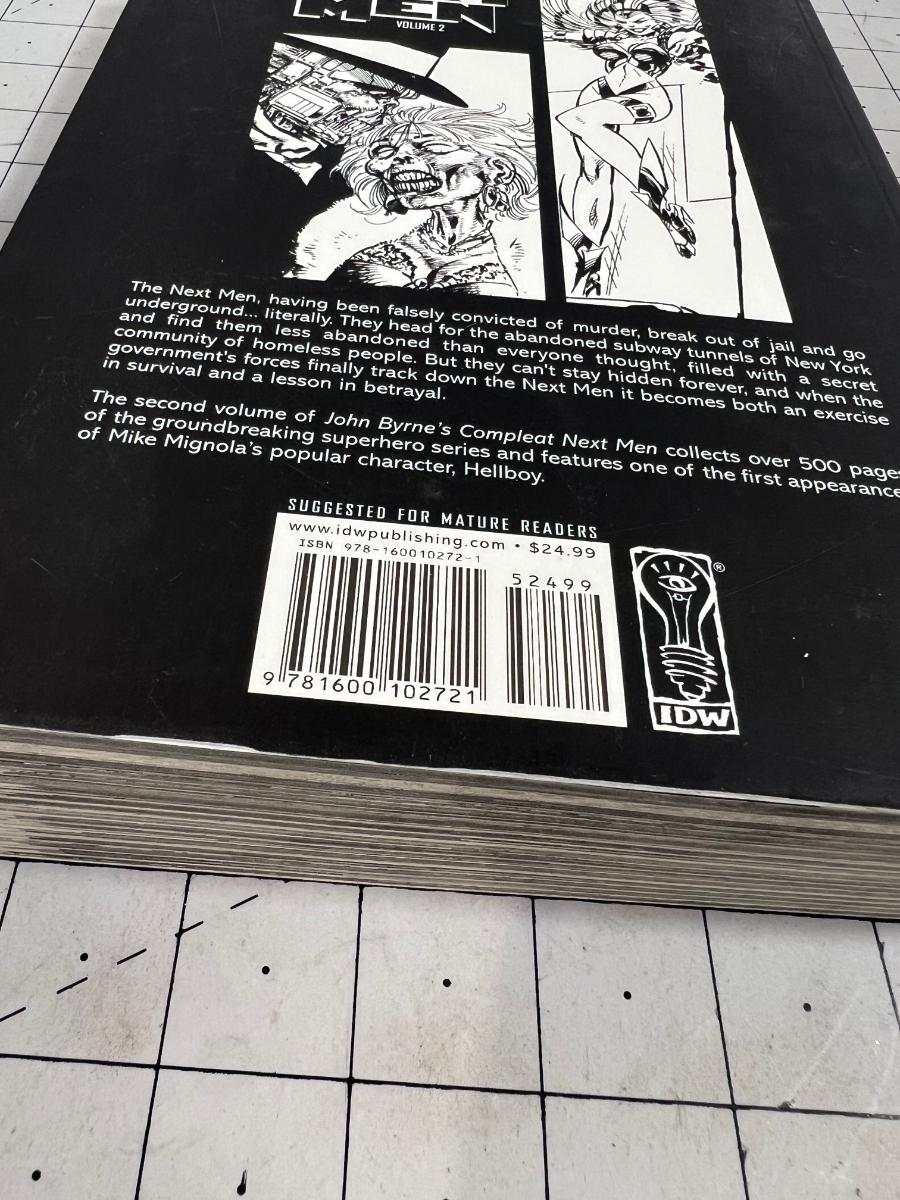 MEN
VOLUME 2
The Next Men, having been falsely convicted of murder, break out of jail and go
underground... literally. They head for the abandoned subway tunnels of New York
and find them less abandoned than everyone thought, filled with a secret
community of homeless people. But they can't stay hidden forever, and when the
government's forces finally track down the Next Men it becomes both an exercise
in survival and a lesson in betrayal.
The second volume of John Byrne's Compleat Next Men collects over 500 pages
of the groundbreaking superhero series and features one of the first appearance
of Mike Mignola's popular character, Hellboy.
SUGGESTED FOR MATURE READERS
www.idwpublishing.com • $24.99
ISBN 978-160010272-1
52499
9 781600 102721
®
IDW